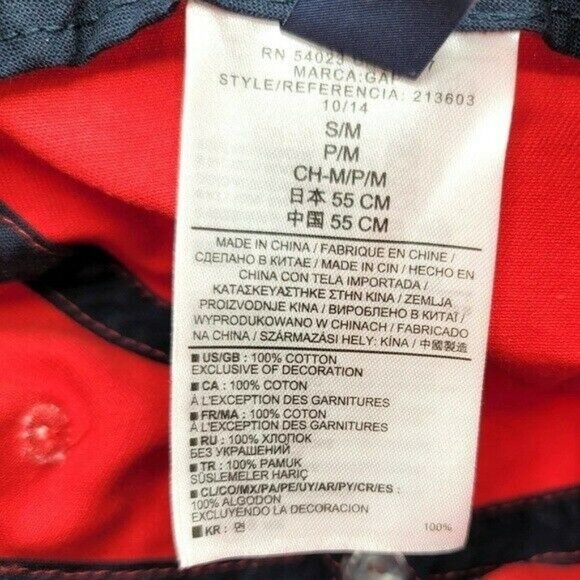 RN 54023
MARCA:GAP
STYLE/REFERENCIA: 213603
10/14
S/M
P/M
CH-M/P/M
日本 55 CM
中国 55 CM
MADE IN CHINA / FABRIQUE EN CHINE /
СДЕЛАНО В КИТАЕ / MADE IN CIN / HECHO EN
CHINA CON TELA IMPORTADA /
ΚΑΤΑΣΚΕΥΑΣΤΗΚΕ ΣΤΗΝ ΚΙΝΑ / ZEMLJA
PROIZVODNJE KINA / ВИРОБЛЕНО В КИТАЇ /
WYPRODUKOWANO W CHINACH / FABRICADO
NA CHINA / SZÁRMAZÁSI HELY: KÍNA / 中國製造
US/GB : 100% COTTON
EXCLUSIVE OF DECORATION
CA : 100% COTON
À L'EXCEPTION DES GARNITURES
FR/MA : 100% COTON
À L'EXCEPTION DES GARNITURES
RU : 100% ХЛОПОК
БЕЗ УКРАШЕНИЙ
TR : 100% PAMUK
SÜSLEMELER HARİÇ
CL/CO/MX/PA/PE/UY/AR/PY/CR/ES :
100% ALGODON
EXCLUYENDO LA DECORACION
KR : 면 100%